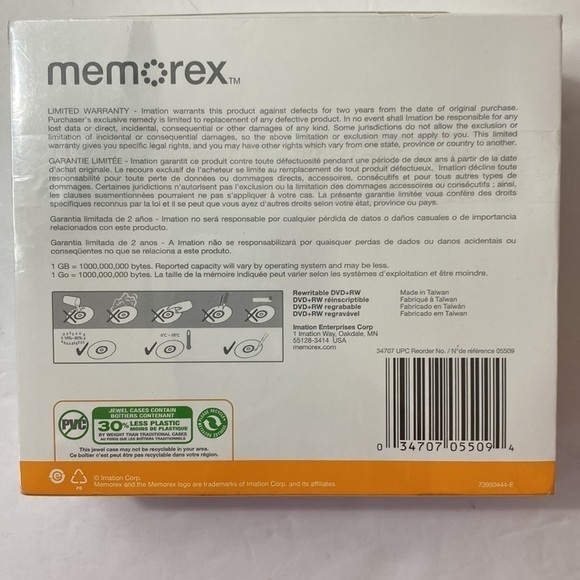 memorex™
LIMITED WARRANTY - Imation warrants this product against defects for two years from the date of original purchase.
Purchaser's exclusive remedy is limited to replacement of any defective product. In no event shall Imation be responsible for any
lost data or direct, incidental, consequential or other damages of any kind. Some jurisdictions do not allow the exclusion or
limitation of incidental or consequential damages, so the above limitation or exclusion may not apply to you. This limited
warranty gives you specific legal rights, and you may have other rights which vary from one state, province or country to another.
GARANTIE LIMITÉE - Imation garantit ce produit contre toute défectuosité pendant une période de deux ans à partir de la date
d'achat originale. Le recours exclusif de l'acheteur se limite au remplacement de tout produit défectueux. Imation décline toute
responsabilité pour toute perte de données ou dommages directs, accessoires, consécutifs et pour tous autres types de
dommages. Certaines juridictions n'autorisent pas l'exclusion ou la limitation des dommages accessoires ou consécutifs ; ainsi,
les clauses susmentionnées pourraient ne pas s'appliquer à votre cas. La présente garantie limitée vous confère des droits
spécifiques reconnus par la loi et il se peut que vous ayez d'autres droits selon votre état, province ou pays.
Garantía limitada de 2 años - Imation no será responsable por cualquier pérdida de datos o daños casuales o de importancia
relacionados con este producto.
Garantia limitada de 2 anos - A Imation não se responsabilizará por quaisquer perdas de dados ou danos acidentais ou
conseqüentes no que se relaciona a este produto.
1 GB = 1000,000,000 bytes. Reported capacity will vary by operating system and may be less.
1 Go = 1000,000,000 bytes. La taille de la mémoire indiquée peut varier selon les systèmes d'exploitation et être moindre.
Rewritable DVD+RW Made in Taiwan
DVD+RW réinscriptible Fabriqué à Taiwan
DVD+RW regrabable Fabricado en Taiwán
DVD+RW regravável Fabricado em Taiwan
Imation Enterprises Corp
1 Imation Way, Oakdale, MN
55128-3414 USA
memorex.com
34707 UPC Reorder No. / N°de référence 05509
0 34707 05509 4
PVC
JEWEL CASES CONTAIN
BOÎTIERS CONTIENENT
30% LESS PLASTIC
MOINS DE PLASTIQUE
BY WEIGHT THAN TRADITIONAL CASES
AU POIDS QUE LES BOÎTIERS TRADITIONNELS
This jewel case may not be recyclable in your area.
Ce boîtier n'est peut être pas recyclable dans votre région.
© Imation Corp.
Memorex and the Memorex logo are trademarks of Imation Corp. and its affiliates.
73950444-E